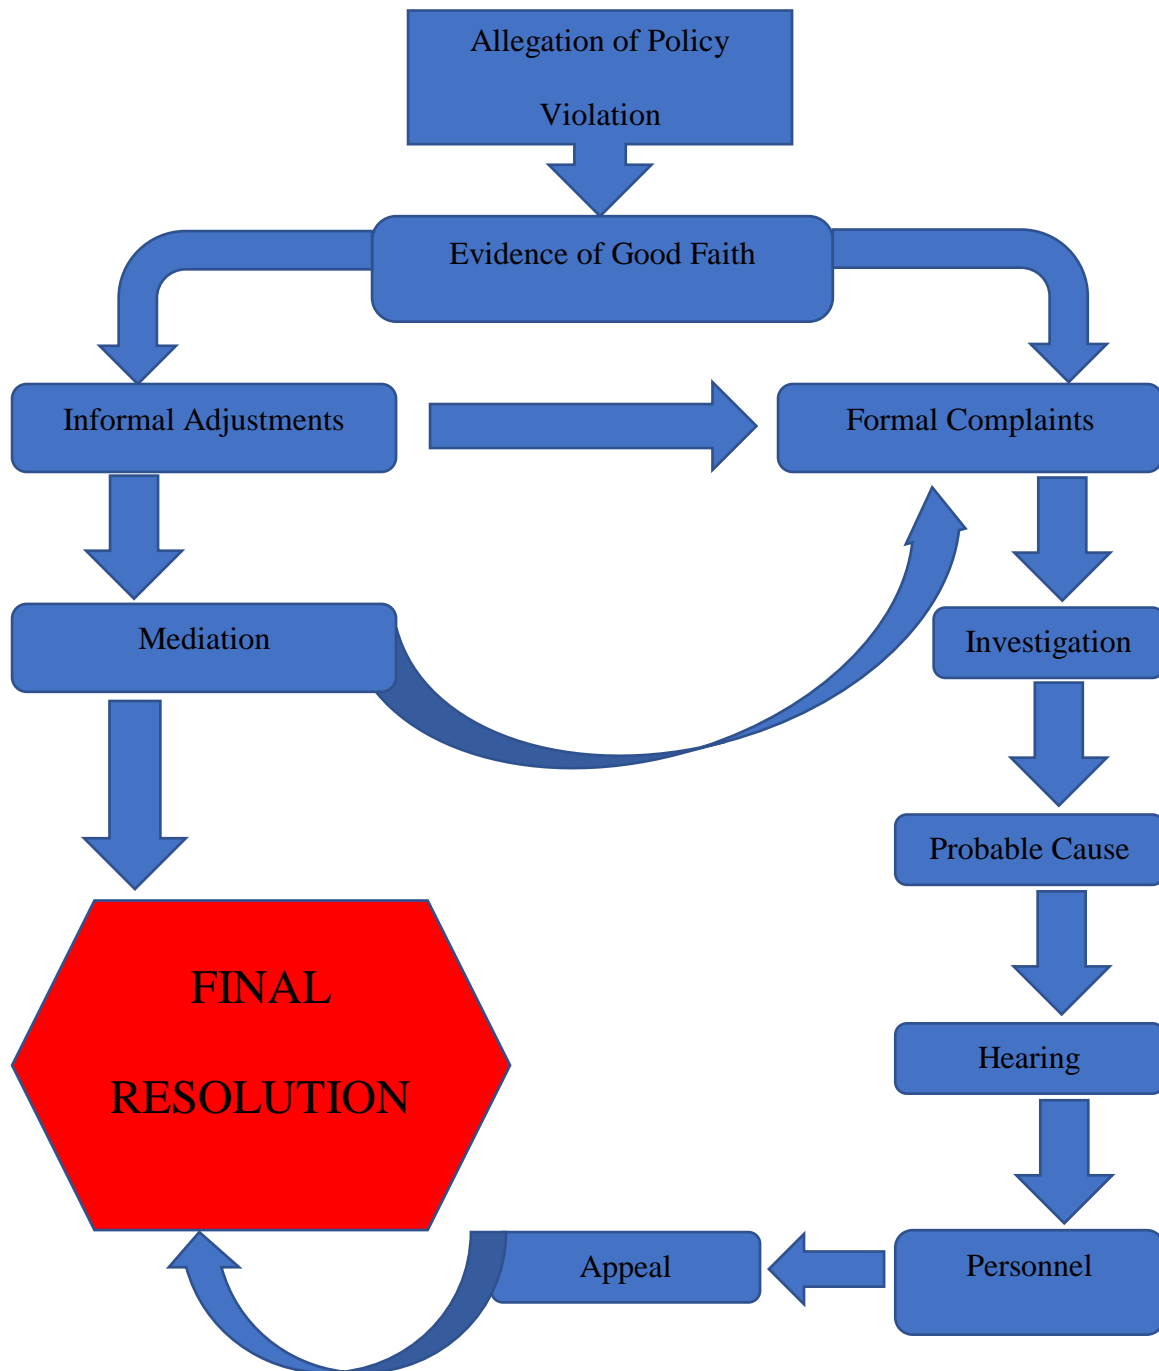 Allegation of Policy
Violation
Evidence of Good Faith
Informal Adjustments
Formal Complaints
Mediation
Investigation
Probable Cause
FINAL
RESOLUTION
Hearing
Appeal
Personnel